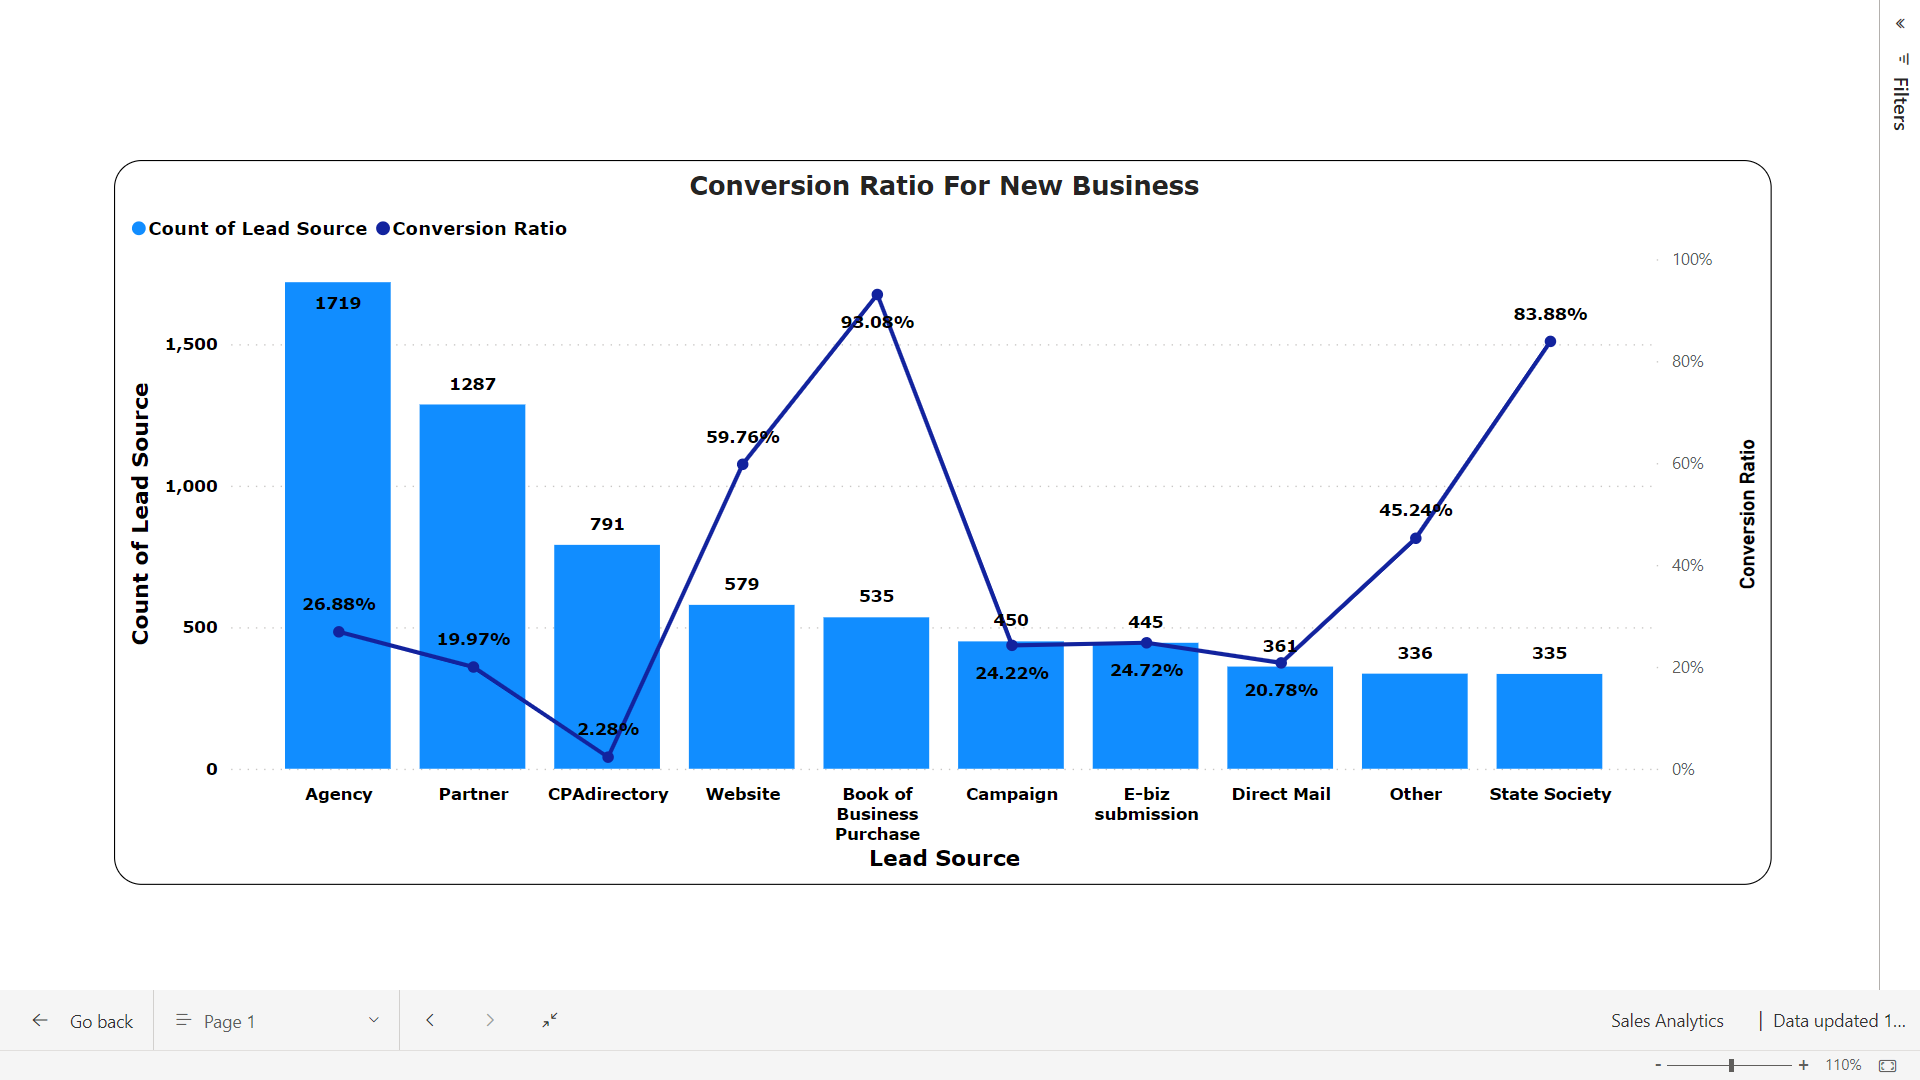 Filters
Conversion Ratio For New Business
Count of Lead Source Conversion Ratio
100%
1719
83.88%
93.08%
1,500
80%
1287
59.76%
60%
1,000
45.24%
791
40%
579
535
26.88%
450
445
500
19.97%
361
336
335
20%
24.22%
24.72%
20.78%
2.28%
0
0%
Count of Lead Source
Conversion Ratio
Agency
Partner
CPAdirectory
Website
Book of
Business
Purchase
Campaign
E-biz
submission
Direct Mail
Other
State Society
Lead Source
Go back
Page 1
Sales Analytics
| Data updated 1...
- + 110%